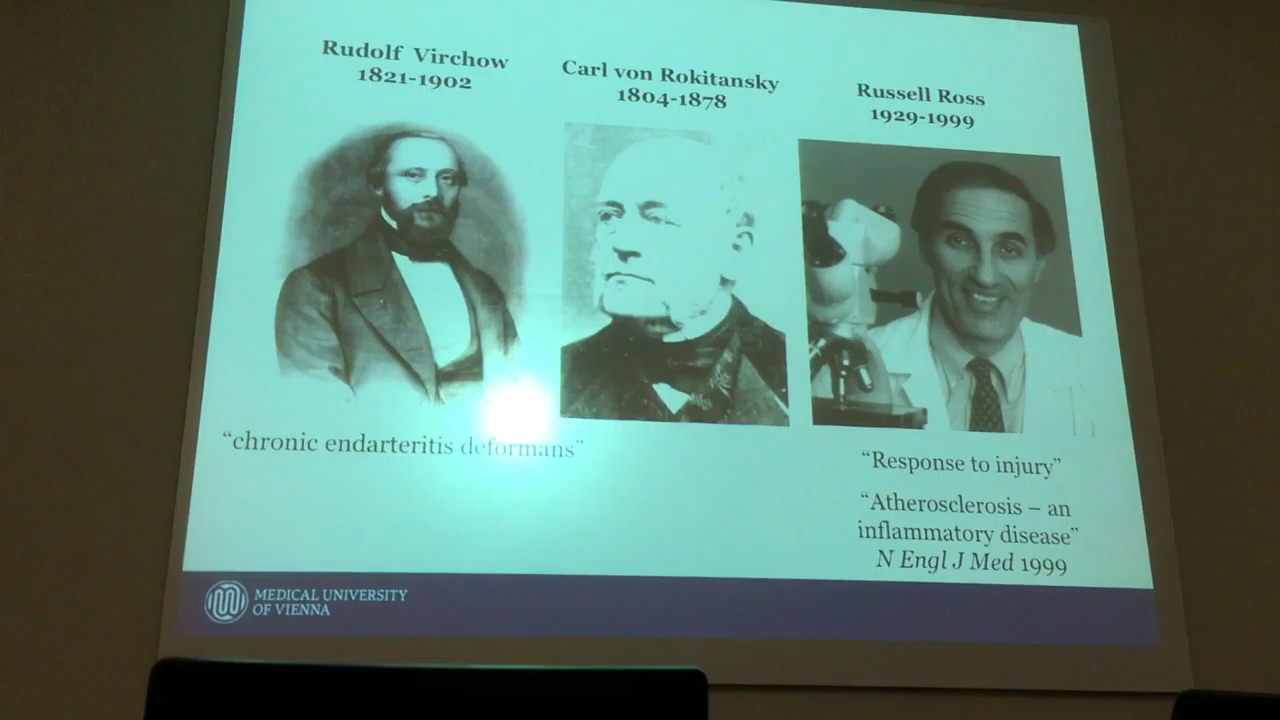 Rudolf Virchow
1821-1902
Carl von Rokitansky
1804-1878
Russell Ross
1929-1999
“chronic endarteritis deformans”
“Response to injury”
“Atherosclerosis – an
inflammatory disease”
N Engl J Med 1999
MEDICAL UNIVERSITY
OF VIENNA